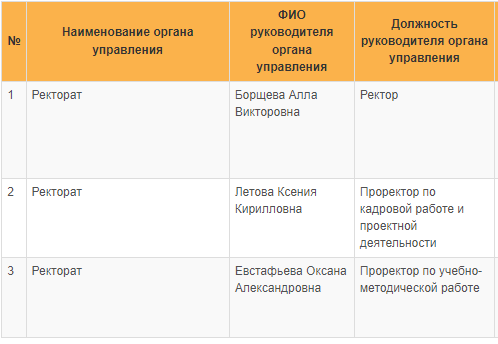 №
Наименование органа
управления
ФИО
руководителя
органа
управления
Должность
руководителя органа
управления
1
Ректорат
Борщева Алла
Викторовна
Ректор
2
Ректорат
Летова Ксения
Кирилловна
Проректор по
кадровой работе и
проектной
деятельности
3
Ректорат
Евстафьева Оксана
Александровна
Проректор по учебно-
методической работе